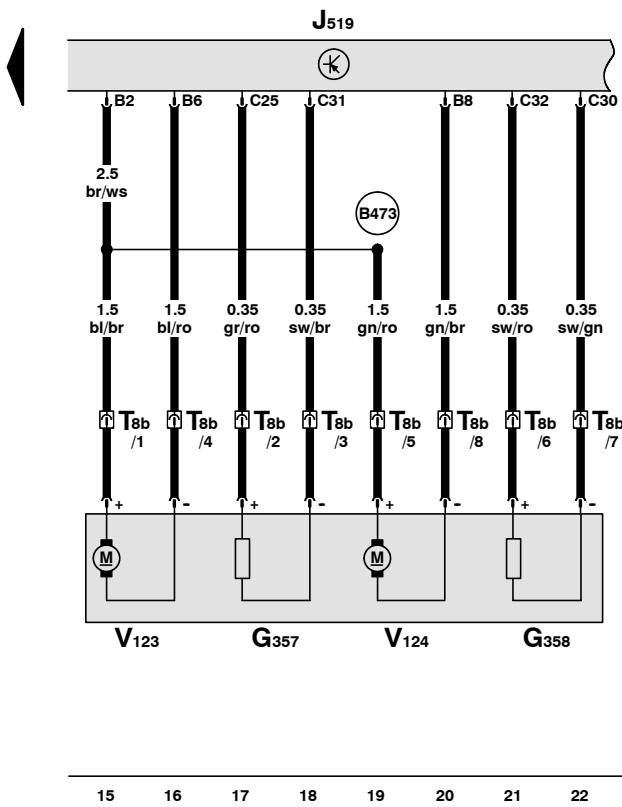 J519
B2 B6 C25 C31 B8 C32 C30
2.5
br/ws
B473
1.5 1.5 0.35 0.35 1.5 1.5 0.35 0.35
bl/br bl/ro gr/ro sw/br gn/ro gn/br sw/ro sw/gn
T8b T8b T8b T8b T8b T8b T8b T8b
/1 /4 /2 /3 /5 /8 /6 /7
+ - + - + - + -
M M
V123 G357 V124 G358
15 16 17 18 19 20 21 22